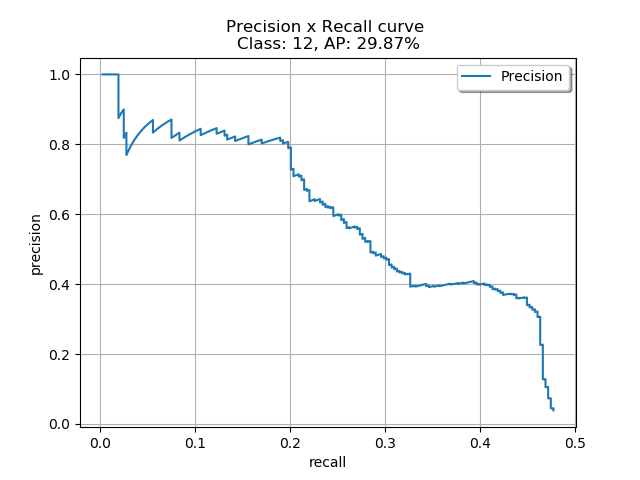 Precision x Recall curve
Class: 12, AP: 29.87%
Precision
precision
1.0
0.8
0.6
0.4
0.2
0.0
0.0 0.1 0.2 0.3 0.4 0.5
recall